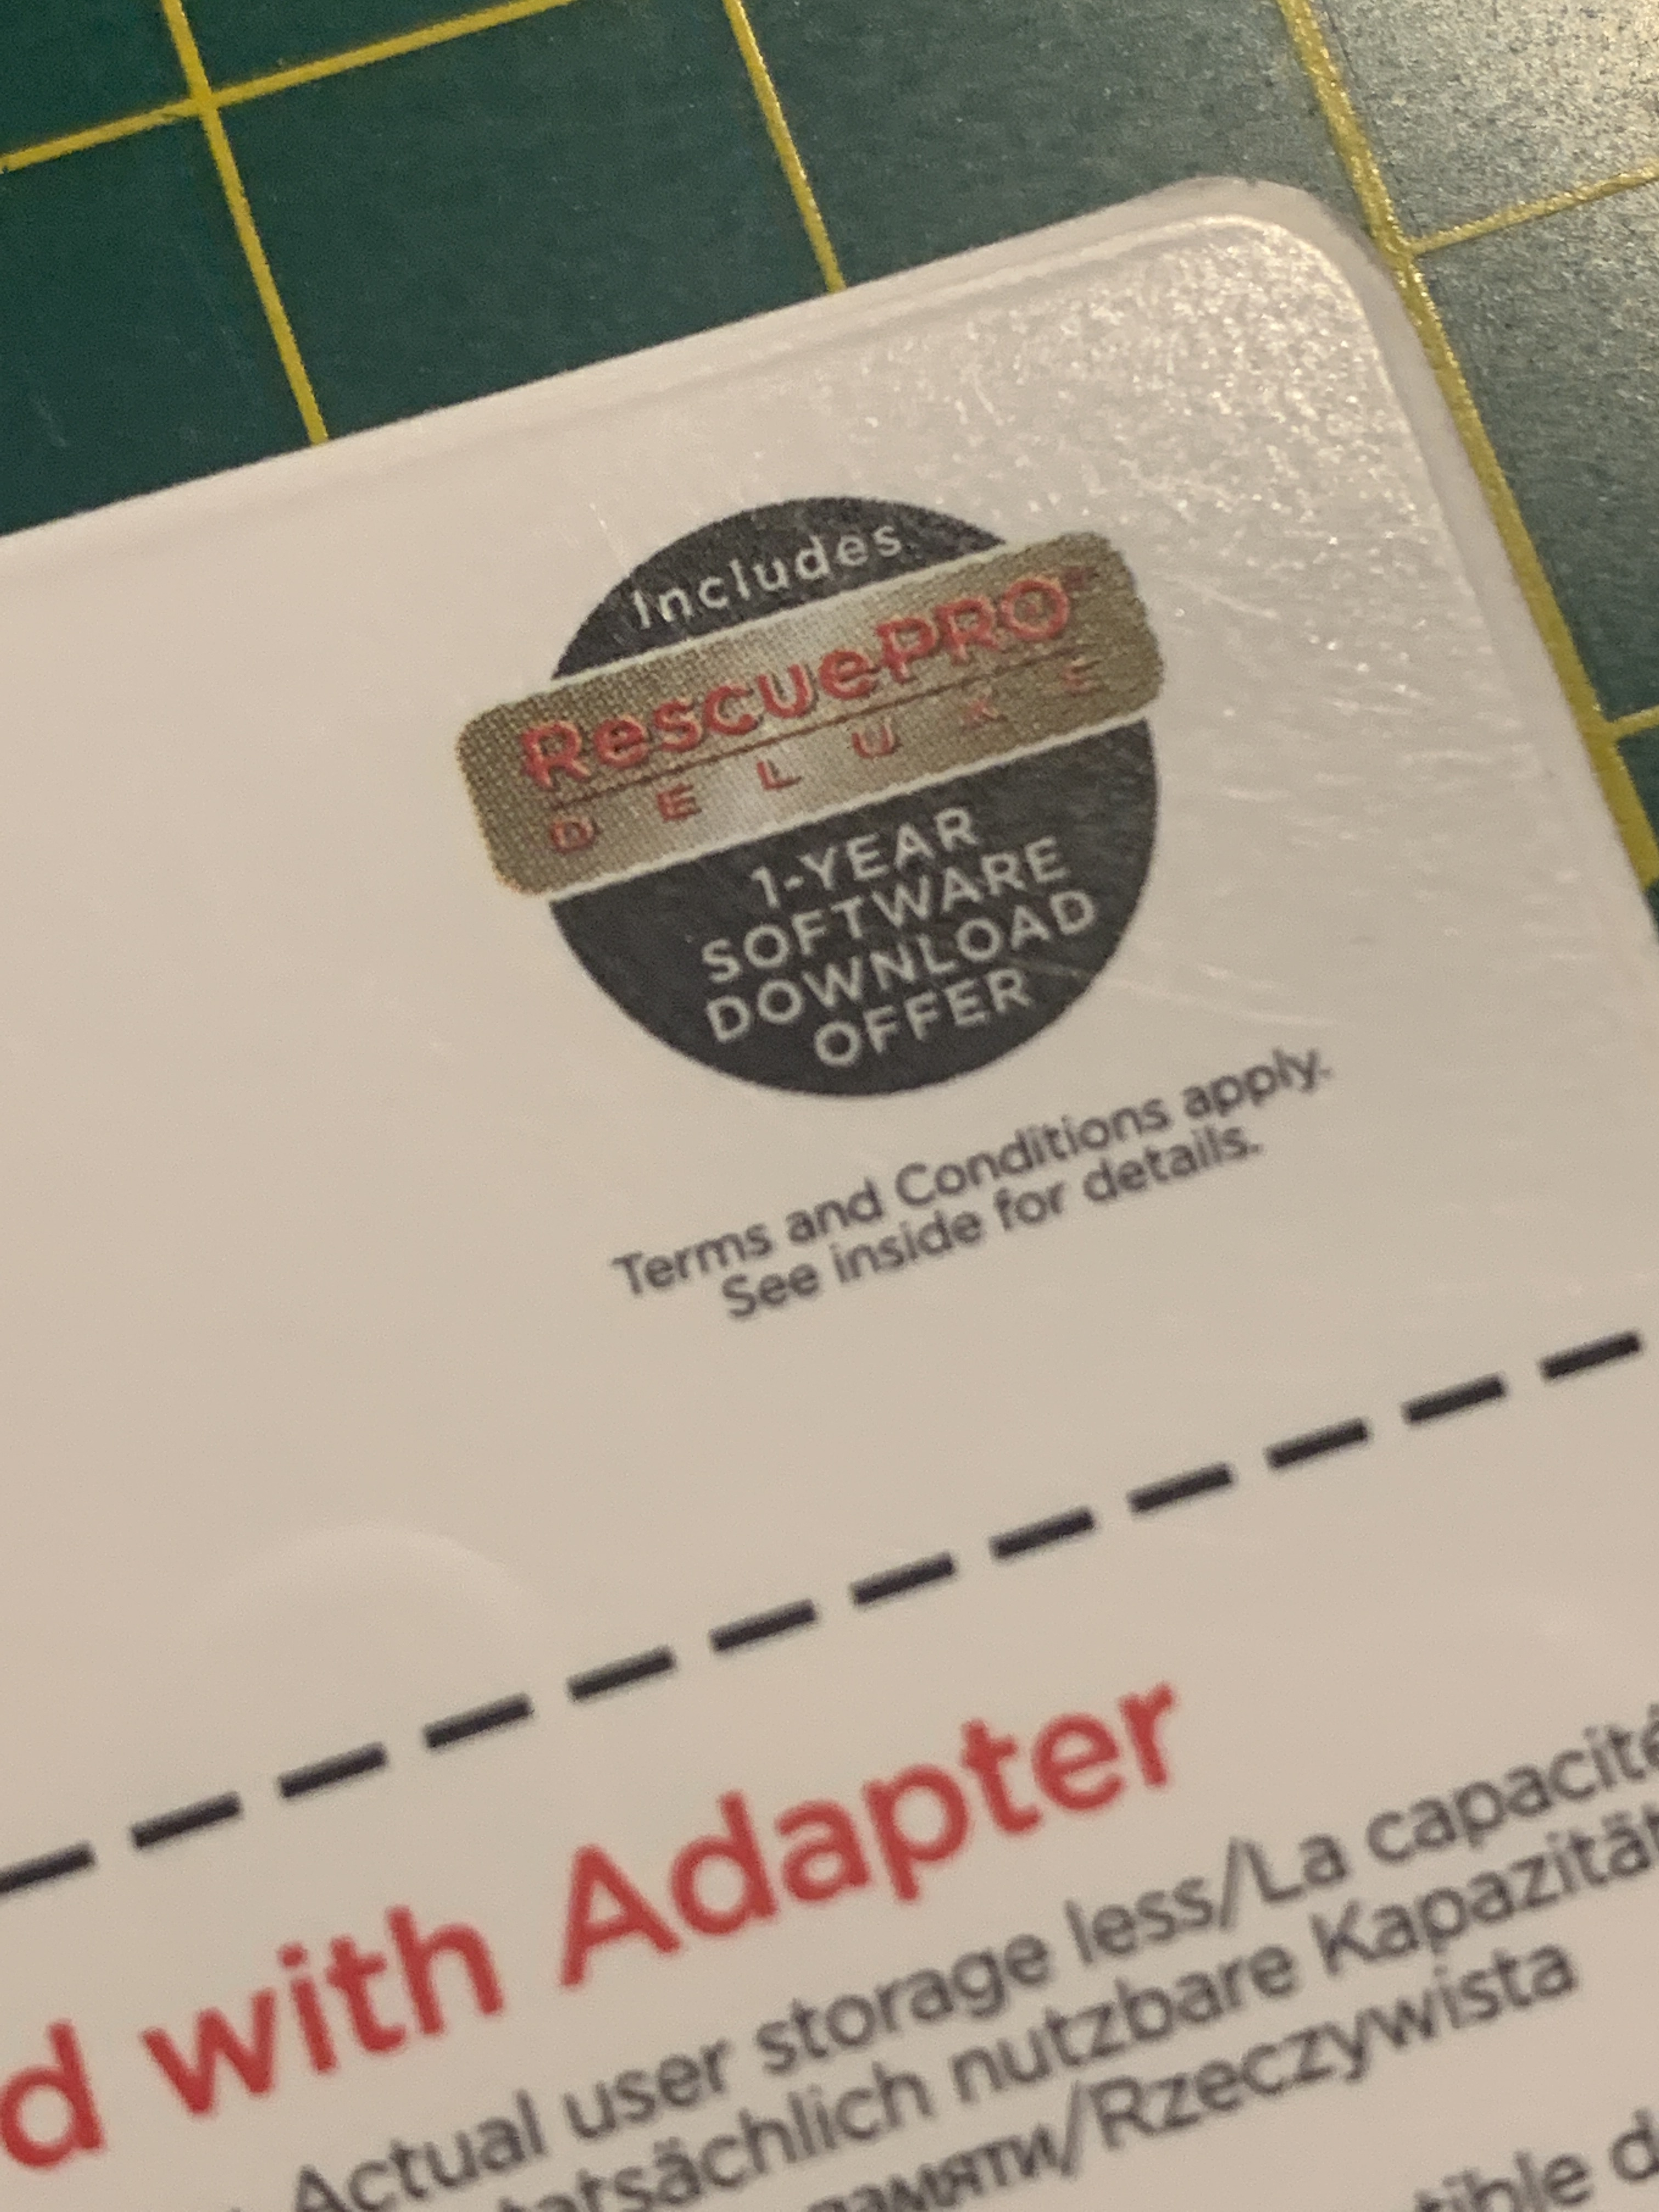 Includes
RescuePRO
DELUXE
1-YEAR
SOFTWARE
DOWNLOAD
OFFER
Terms and Conditions apply.
See inside for details.
d with Adapter
Actual user storage less/La capacité
tatsächlich nutzbare Kapazität
памяти/Rzeczywista
tible d